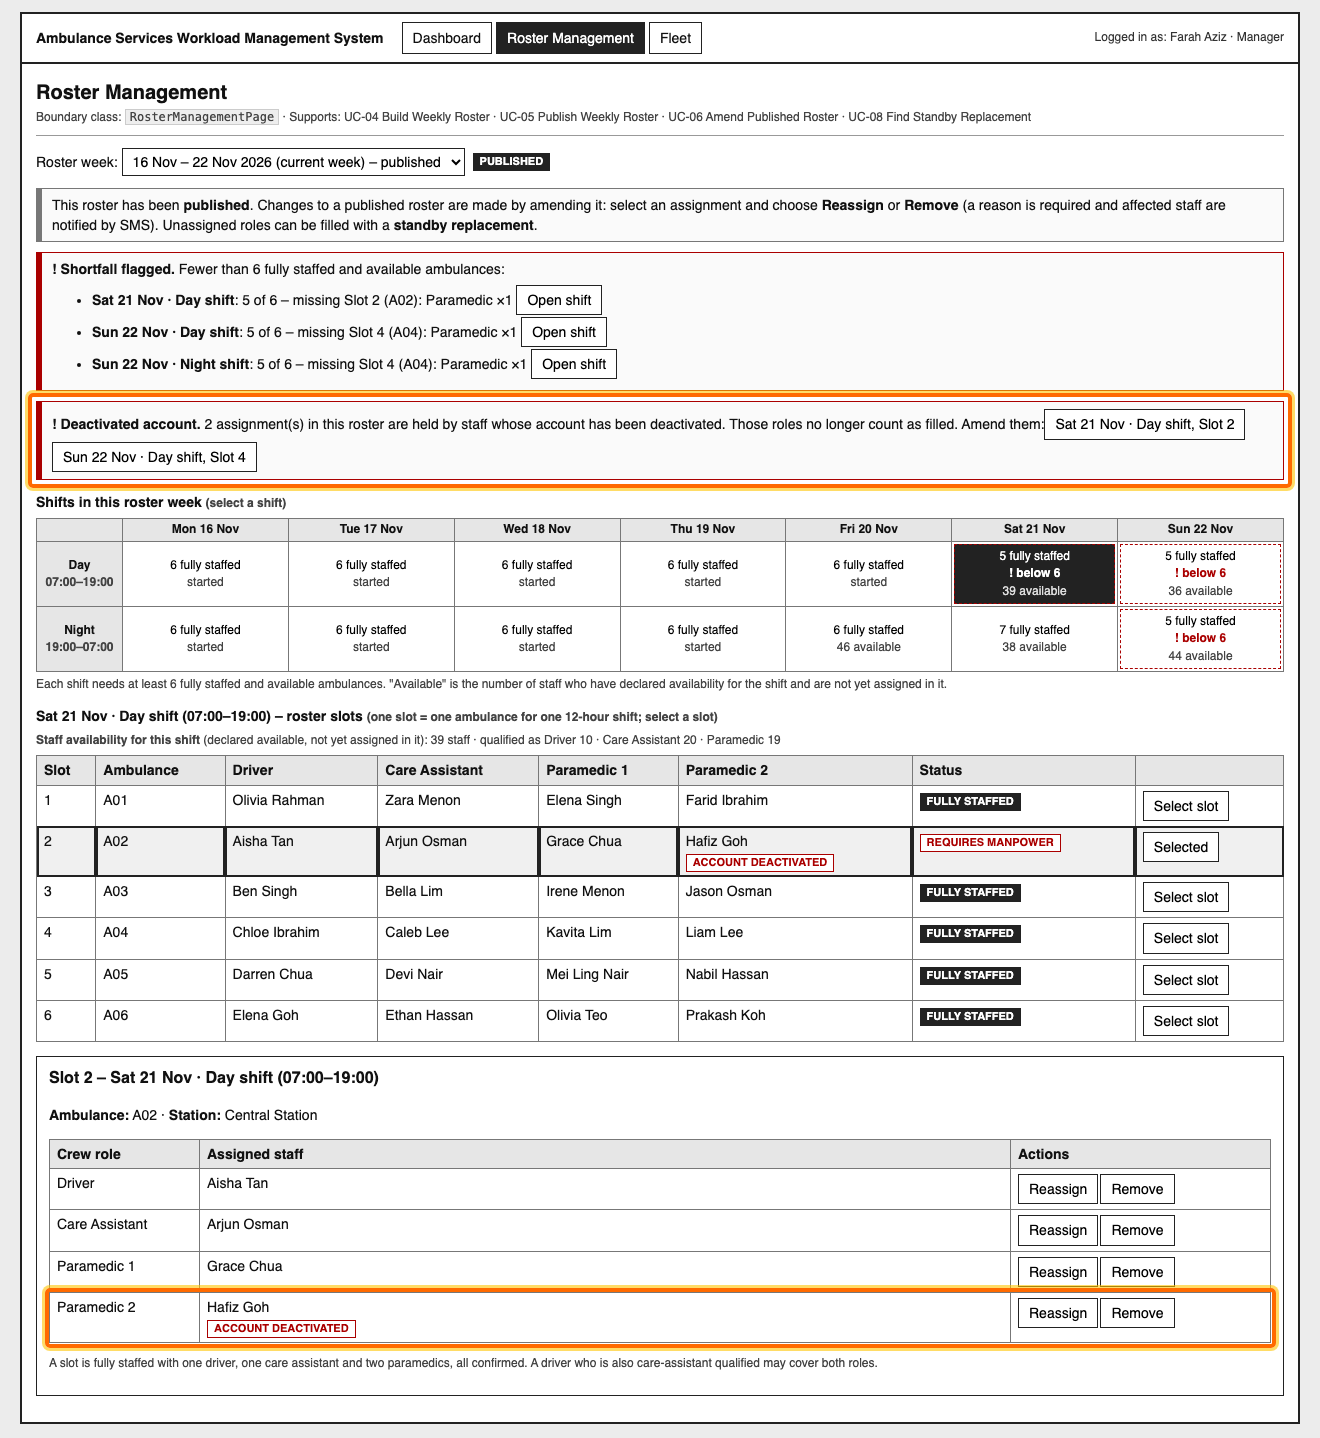 Ambulance Services Workload Management System
Dashboard
Roster Management
Fleet
Logged in as: Farah Aziz · Manager
Roster Management
Boundary class: RosterManagementPage · Supports: UC-04 Build Weekly Roster · UC-05 Publish Weekly Roster · UC-06 Amend Published Roster · UC-08 Find Standby Replacement
Roster week: 16 Nov – 22 Nov 2026 (current week) – published PUBLISHED
This roster has been published. Changes to a published roster are made by amending it: select an assignment and choose Reassign or Remove (a reason is required and affected staff are
notified by SMS). Unassigned roles can be filled with a standby replacement.
! Shortfall flagged. Fewer than 6 fully staffed and available ambulances:
• Sat 21 Nov · Day shift: 5 of 6 – missing Slot 2 (A02): Paramedic ×1 Open shift
• Sun 22 Nov · Day shift: 5 of 6 – missing Slot 4 (A04): Paramedic ×1 Open shift
• Sun 22 Nov · Night shift: 5 of 6 – missing Slot 4 (A04): Paramedic ×1 Open shift
! Deactivated account. 2 assignment(s) in this roster are held by staff whose account has been deactivated. Those roles no longer count as filled. Amend them: Sat 21 Nov · Day shift, Slot 2
Sun 22 Nov · Day shift, Slot 4
Shifts in this roster week (select a shift)
Mon 16 Nov Tue 17 Nov Wed 18 Nov Thu 19 Nov Fri 20 Nov Sat 21 Nov Sun 22 Nov
Day
07:00–19:00
6 fully staffed
started
6 fully staffed
started
6 fully staffed
started
6 fully staffed
started
6 fully staffed
started
5 fully staffed
! below 6
39 available
5 fully staffed
! below 6
36 available
Night
19:00–07:00
6 fully staffed
started
6 fully staffed
started
6 fully staffed
started
6 fully staffed
started
6 fully staffed
46 available
7 fully staffed
38 available
5 fully staffed
! below 6
44 available
Each shift needs at least 6 fully staffed and available ambulances. "Available" is the number of staff who have declared availability for the shift and are not yet assigned in it.
Sat 21 Nov · Day shift (07:00–19:00) – roster slots (one slot = one ambulance for one 12-hour shift; select a slot)
Staff availability for this shift (declared available, not yet assigned in it): 39 staff · qualified as Driver 10 · Care Assistant 20 · Paramedic 19
Slot Ambulance Driver Care Assistant Paramedic 1 Paramedic 2 Status
1 A01 Olivia Rahman Zara Menon Elena Singh Farid Ibrahim FULLY STAFFED Select slot
2 A02 Aisha Tan Arjun Osman Grace Chua Hafiz Goh REQUIRES MANPOWER Selected
ACCOUNT DEACTIVATED
3 A03 Ben Singh Bella Lim Irene Menon Jason Osman FULLY STAFFED Select slot
4 A04 Chloe Ibrahim Caleb Lee Kavita Lim Liam Lee FULLY STAFFED Select slot
5 A05 Darren Chua Devi Nair Mei Ling Nair Nabil Hassan FULLY STAFFED Select slot
6 A06 Elena Goh Ethan Hassan Olivia Teo Prakash Koh FULLY STAFFED Select slot
Slot 2 – Sat 21 Nov · Day shift (07:00–19:00)
Ambulance: A02 · Station: Central Station
Crew role Assigned staff Actions
Driver Aisha Tan Reassign Remove
Care Assistant Arjun Osman Reassign Remove
Paramedic 1 Grace Chua Reassign Remove
Paramedic 2 Hafiz Goh Reassign Remove
ACCOUNT DEACTIVATED
A slot is fully staffed with one driver, one care assistant and two paramedics, all confirmed. A driver who is also care-assistant qualified may cover both roles.